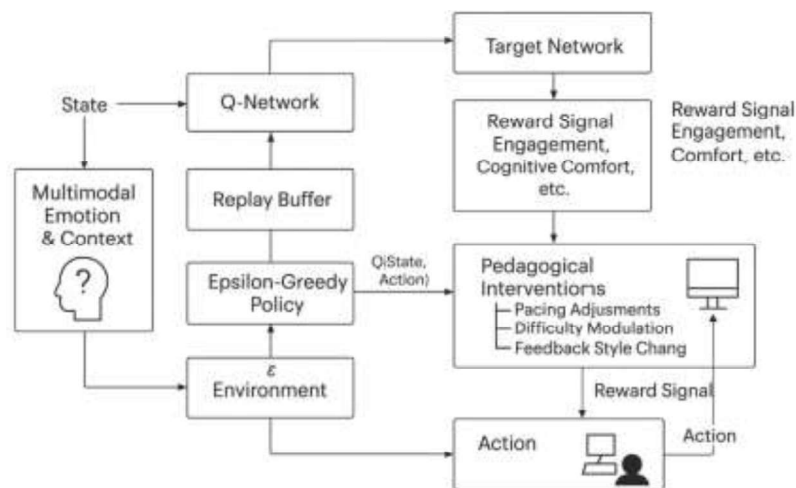 Target Network
State
Q-Network
Reward Signal
Engagement,
Cognitive Comfort,
etc.
Reward Signal
Engagement,
Comfort, etc.
Multimodal
Emotion
& Context
?
Replay Buffer
Q(State,
Action)
Epsilon-Greedy
Policy
Pedagogical
Interventions
Pacing Adjusments
Difficulty Modulation
Feedback Style Chang
ε
Environment
Reward Signal
Action
Action